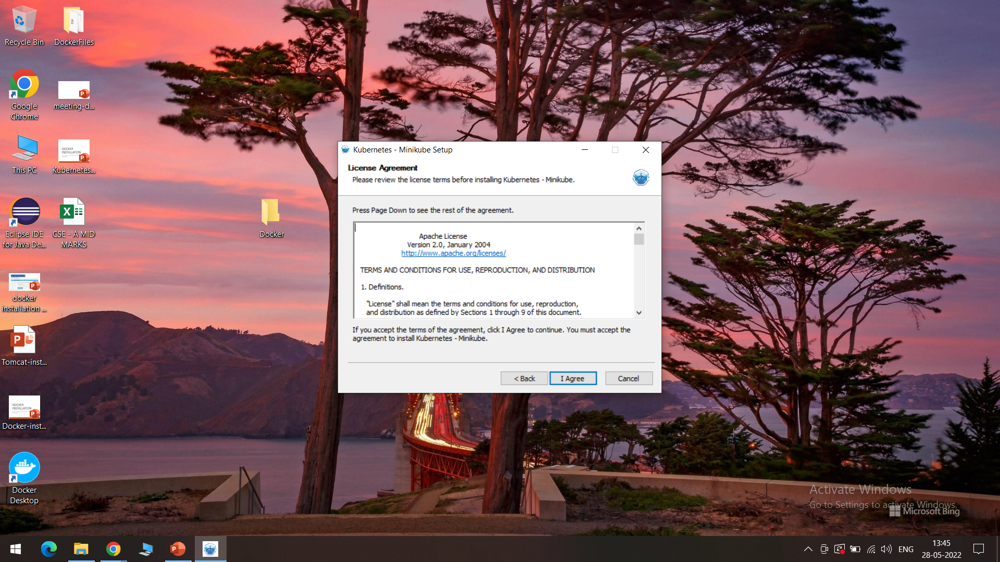 Recycle Bin
DockerFiles
Google
Chrome
meeting-d...
This PC
DOCKER
INSTALLATION
Kubernetes...
Eclipse IDE
for Java De...
CSE - A MID
MARKS
docker
installation ...
Tomcat-inst...
DOCKER
INSTALLATION
Docker-inst...
Docker
Desktop
Docker
Kubernetes - Minikube Setup
License Agreement
Please review the license terms before installing Kubernetes - Minikube.
Press Page Down to see the rest of the agreement.
Apache License
Version 2.0, January 2004
http://www.apache.org/licenses/
TERMS AND CONDITIONS FOR USE, REPRODUCTION, AND DISTRIBUTION
1. Definitions.
"License" shall mean the terms and conditions for use, reproduction,
and distribution as defined by Sections 1 through 9 of this document.
If you accept the terms of the agreement, click I Agree to continue. You must accept the
agreement to install Kubernetes - Minikube.
< Back
I Agree
Cancel
Activate Windows
Go to Settings to activate Windows.
Microsoft Bing
ENG
13:45
28-05-2022